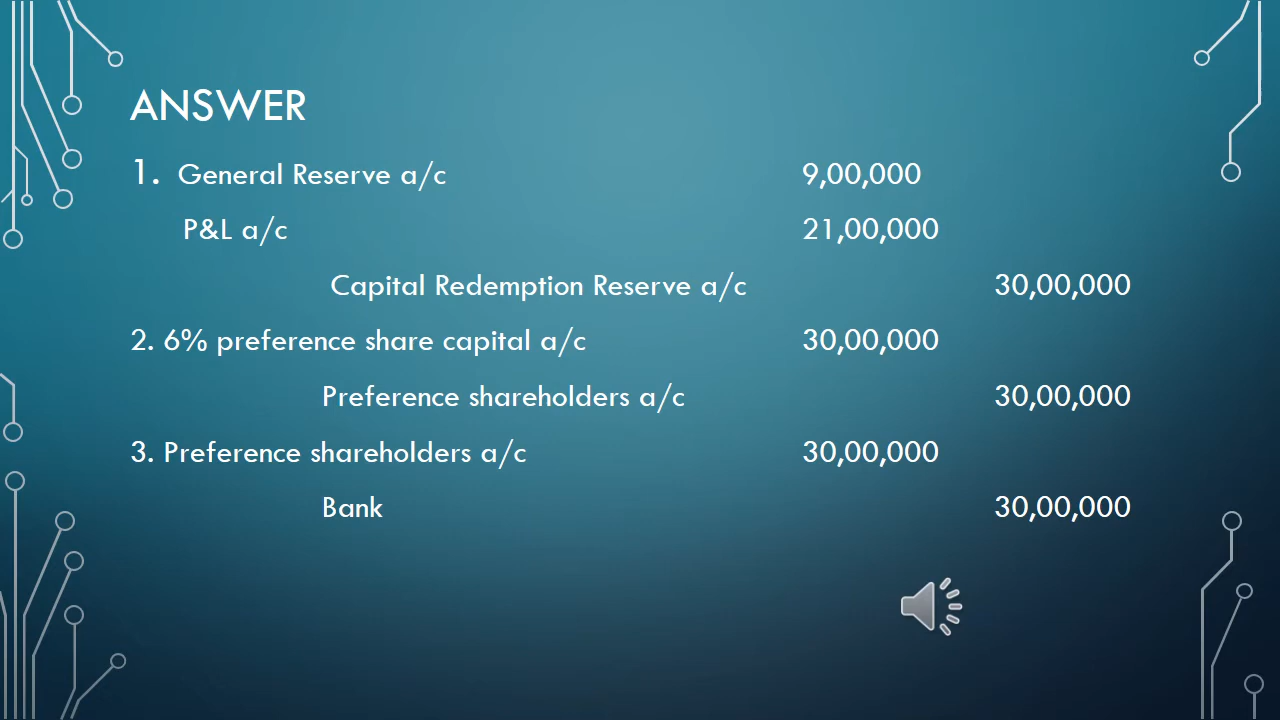 ANSWER
1. General Reserve a/c 9,00,000
P&L a/c 21,00,000
Capital Redemption Reserve a/c 30,00,000
2. 6% preference share capital a/c 30,00,000
Preference shareholders a/c 30,00,000
3. Preference shareholders a/c 30,00,000
Bank 30,00,000